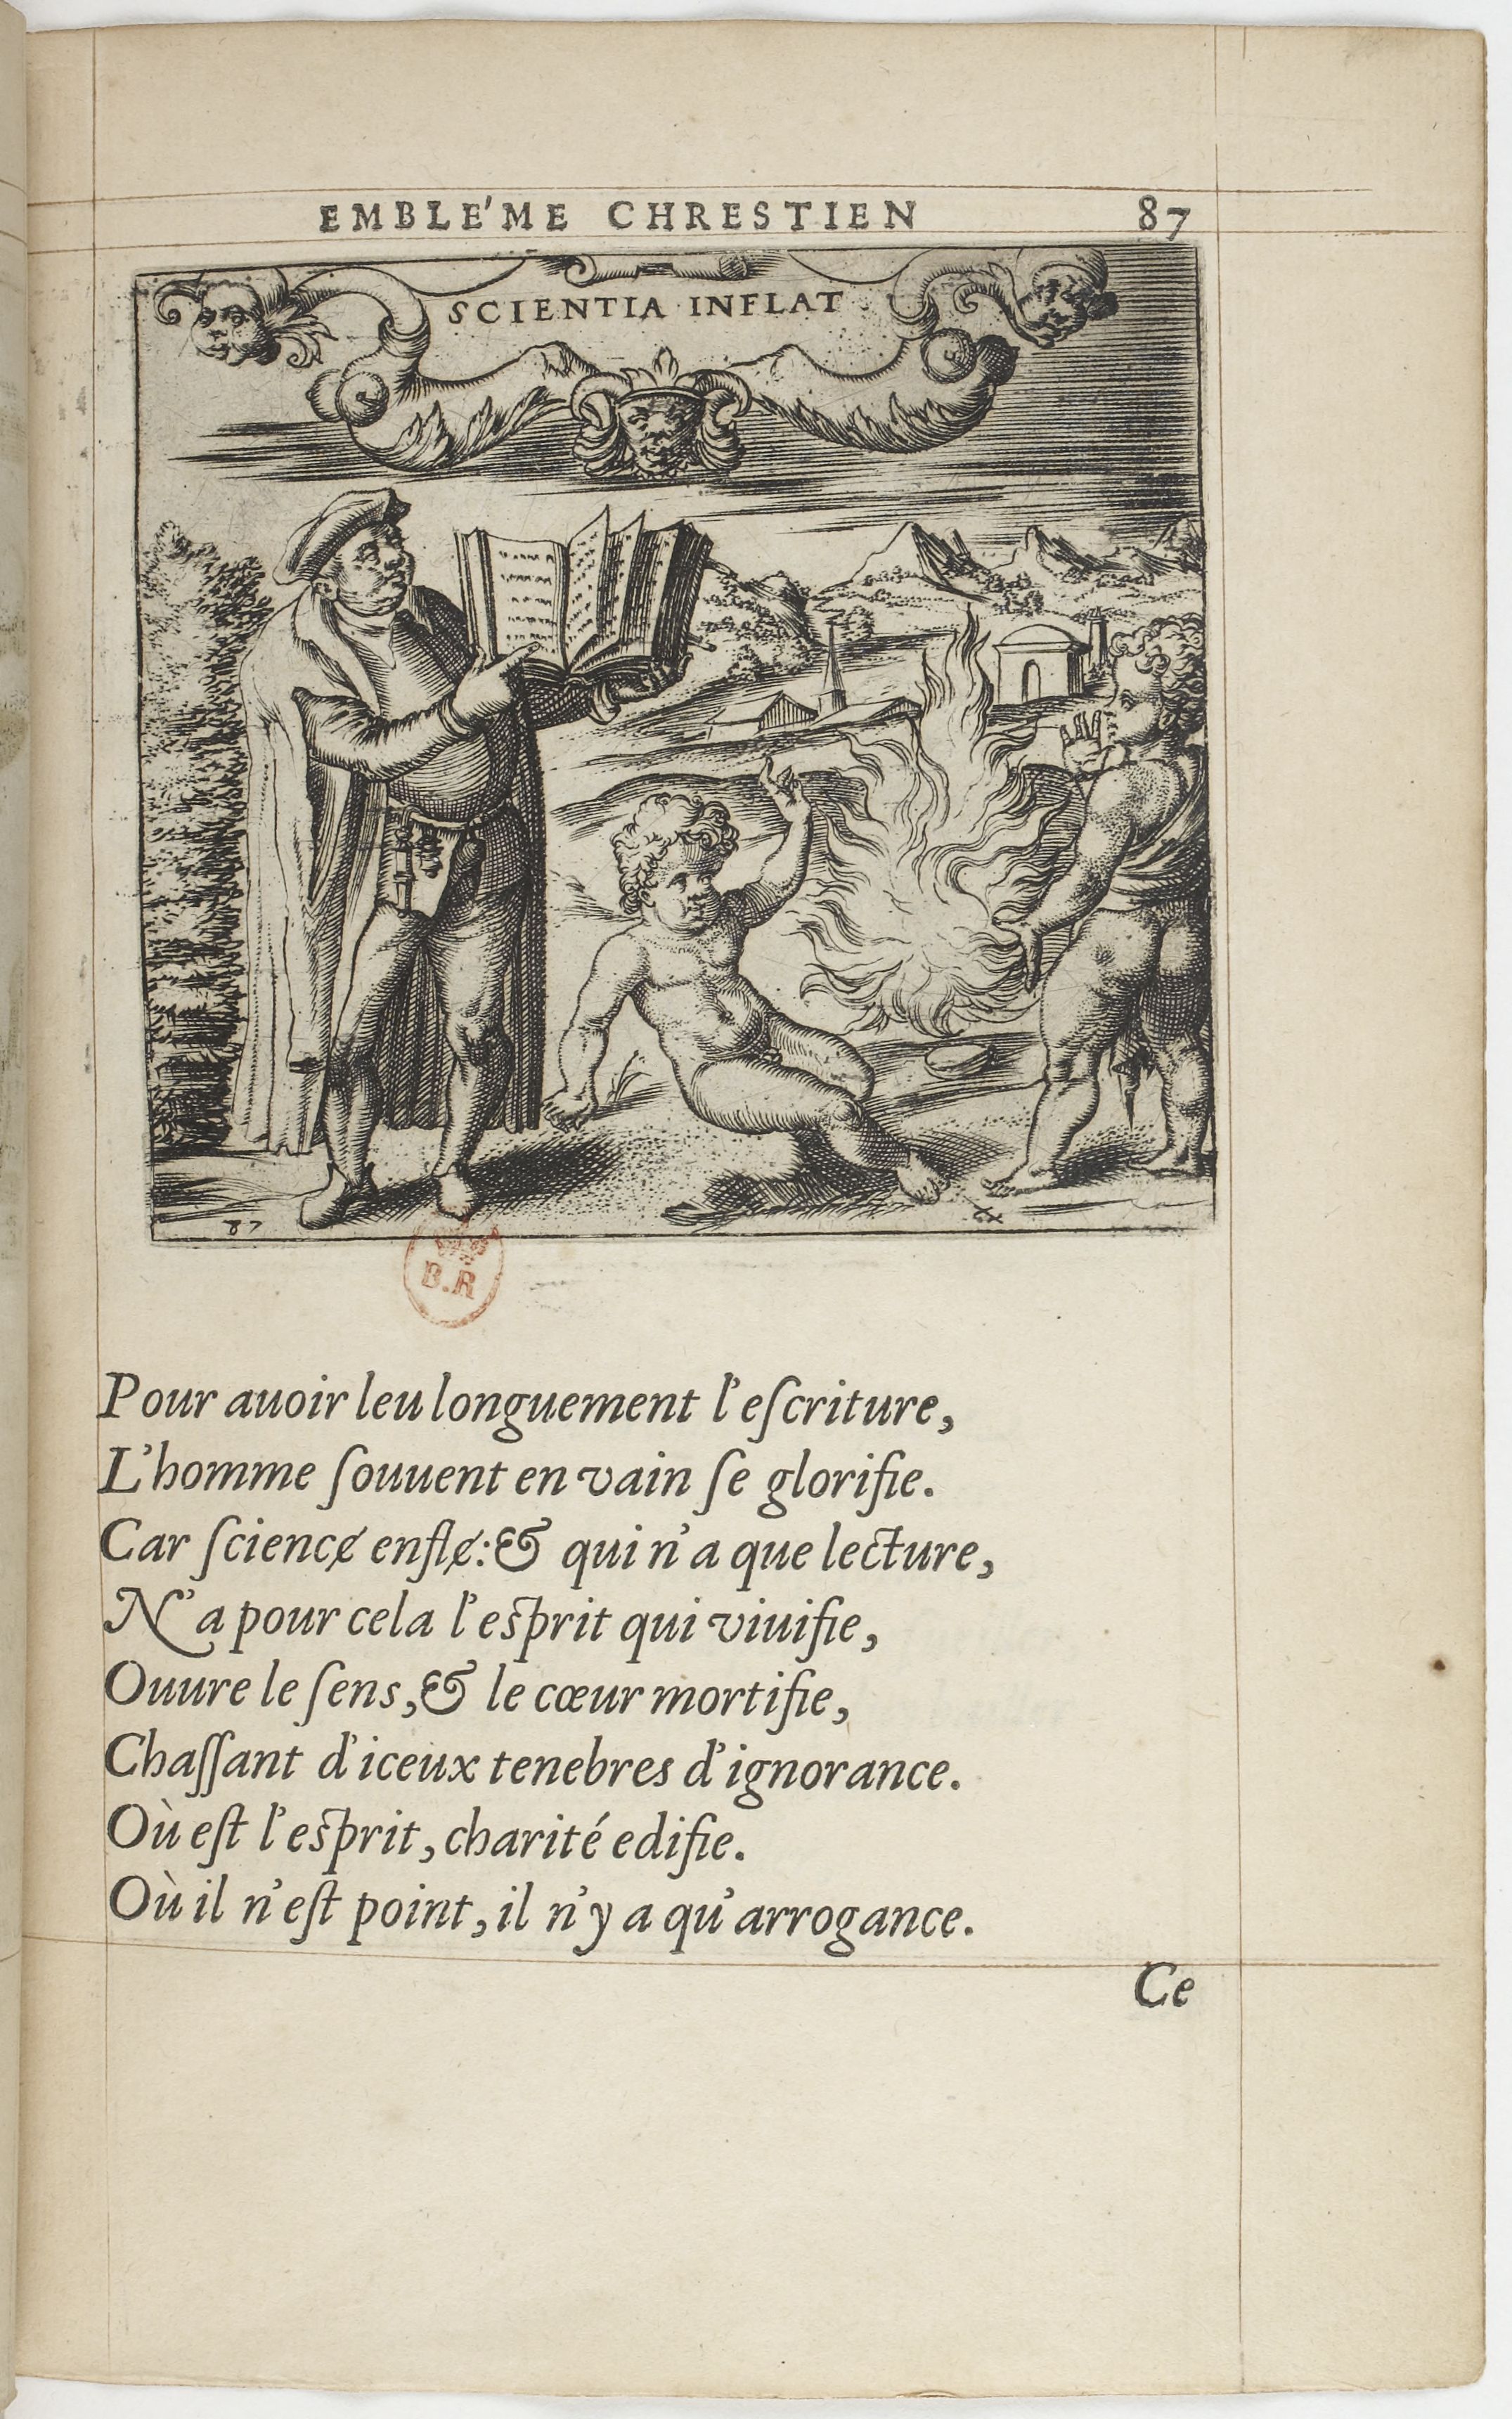 EMBLE'ME CHRESTIEN 87
SCIENTIA INFLAT
87
B.R
Pour auoir leu longuement l'eſcriture,
L'homme ſouuent en vain ſe glorifie.
Car ſciencɇ enflɇ: & qui n'a que lecture,
N'a pour cela l'eſprit qui viuifie,
Ouure le ſens, & le cœur mortifie,
Chaſſant d'iceux tenebres d'ignorance.
Où eſt l'eſprit, charité edifie.
Où il n'eſt point, il n'y a qu'arrogance.
Ce